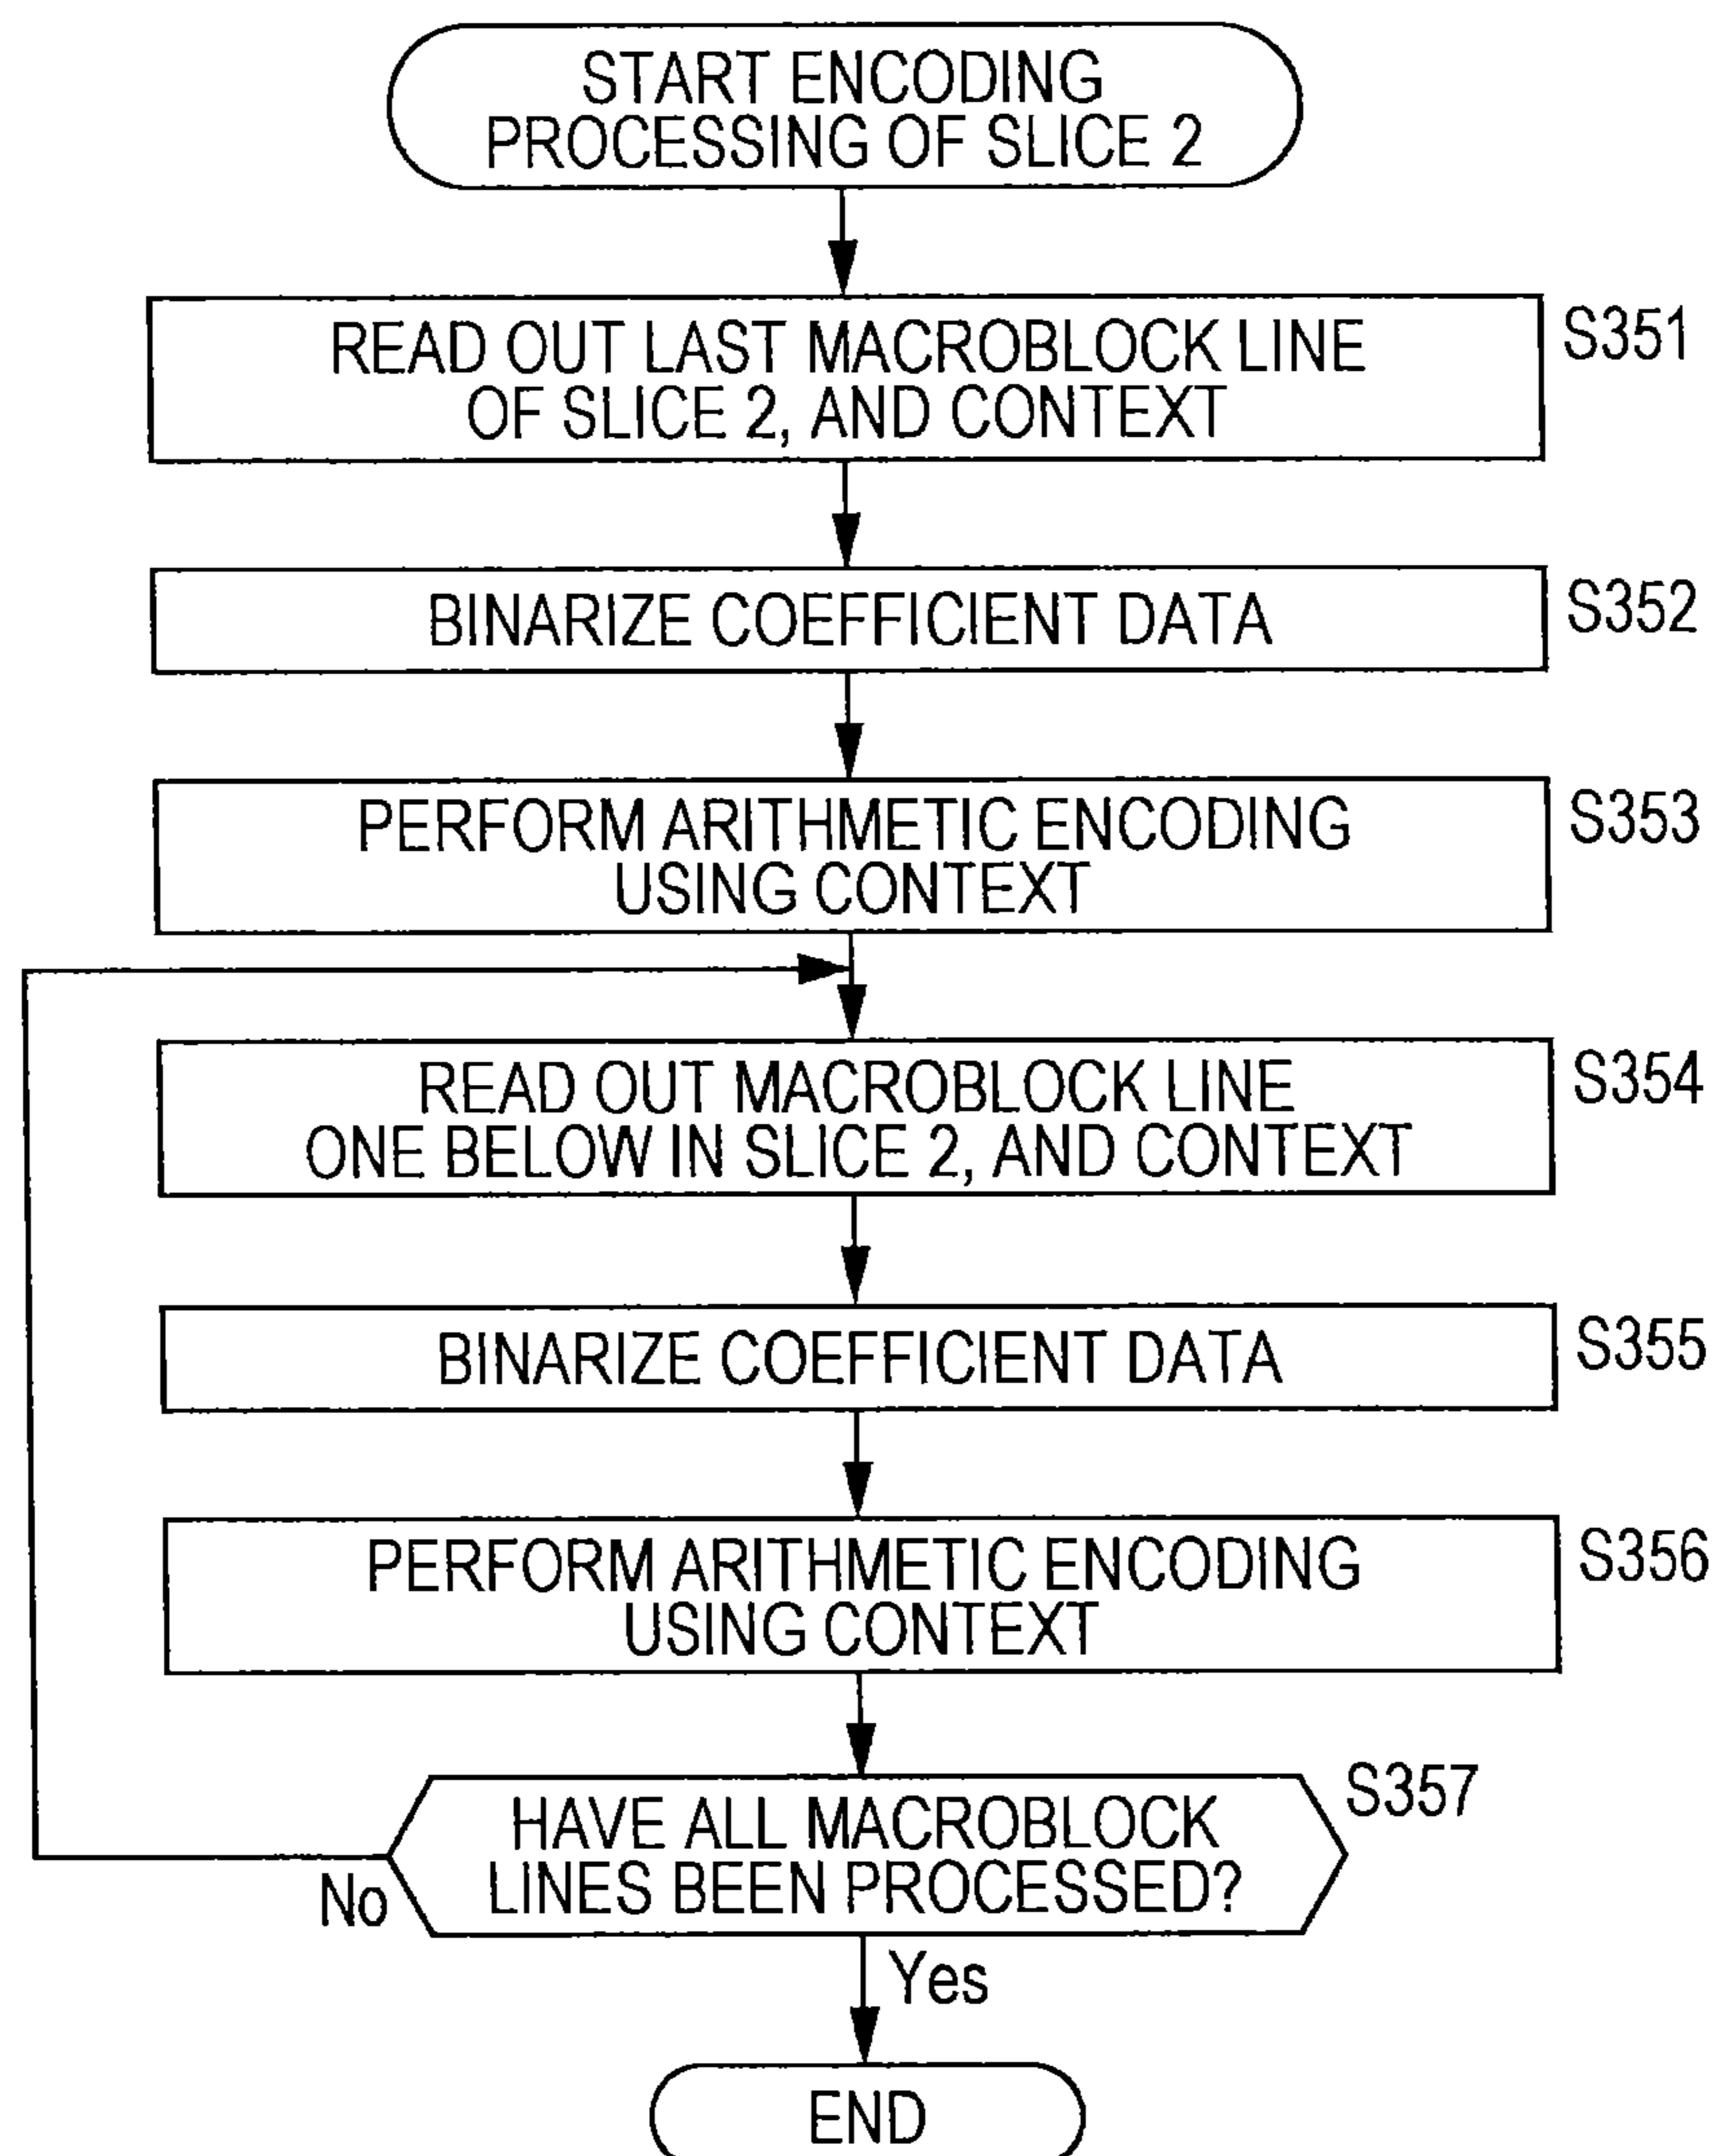 START ENCODING
PROCESSING OF SLICE 2
READ OUT LAST MACROBLOCK LINE
OF SLICE 2, AND CONTEXT
S351
BINARIZE COEFFICIENT DATA
S352
PERFORM ARITHMETIC ENCODING
USING CONTEXT
S353
READ OUT MACROBLOCK LINE
ONE BELOW IN SLICE 2, AND CONTEXT
S354
BINARIZE COEFFICIENT DATA
S355
PERFORM ARITHMETIC ENCODING
USING CONTEXT
S356
HAVE ALL MACROBLOCK
LINES BEEN PROCESSED?
S357
No
Yes
END